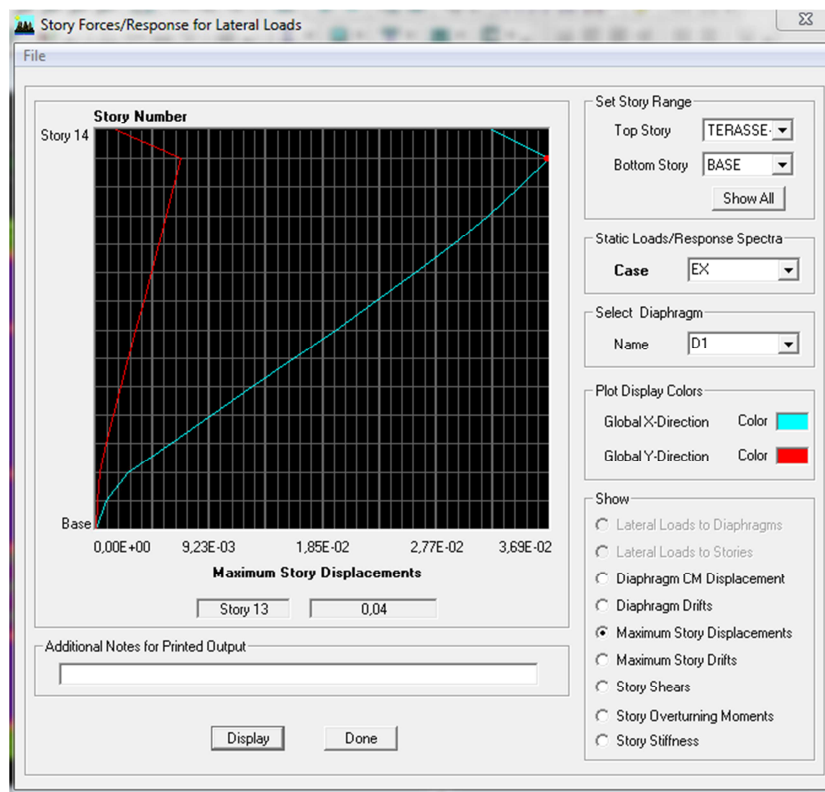 Story Forces/Response for Lateral Loads
File
Story Number
Story 14
Base
0,00E+00 9,23E-03 1,85E-02 2,77E-02 3,69E-02
Maximum Story Displacements
Story 13 0,04
Additional Notes for Printed Output
Display Done
Set Story Range
Top Story TERASSE-
Bottom Story BASE
Show All
Static Loads/Response Spectra
Case EX
Select Diaphragm
Name D1
Plot Display Colors
Global X-Direction Color
Global Y-Direction Color
Show
Lateral Loads to Diaphragms
Lateral Loads to Stories
Diaphragm CM Displacement
Diaphragm Drifts
Maximum Story Displacements
Maximum Story Drifts
Story Shears
Story Overturning Moments
Story Stiffness